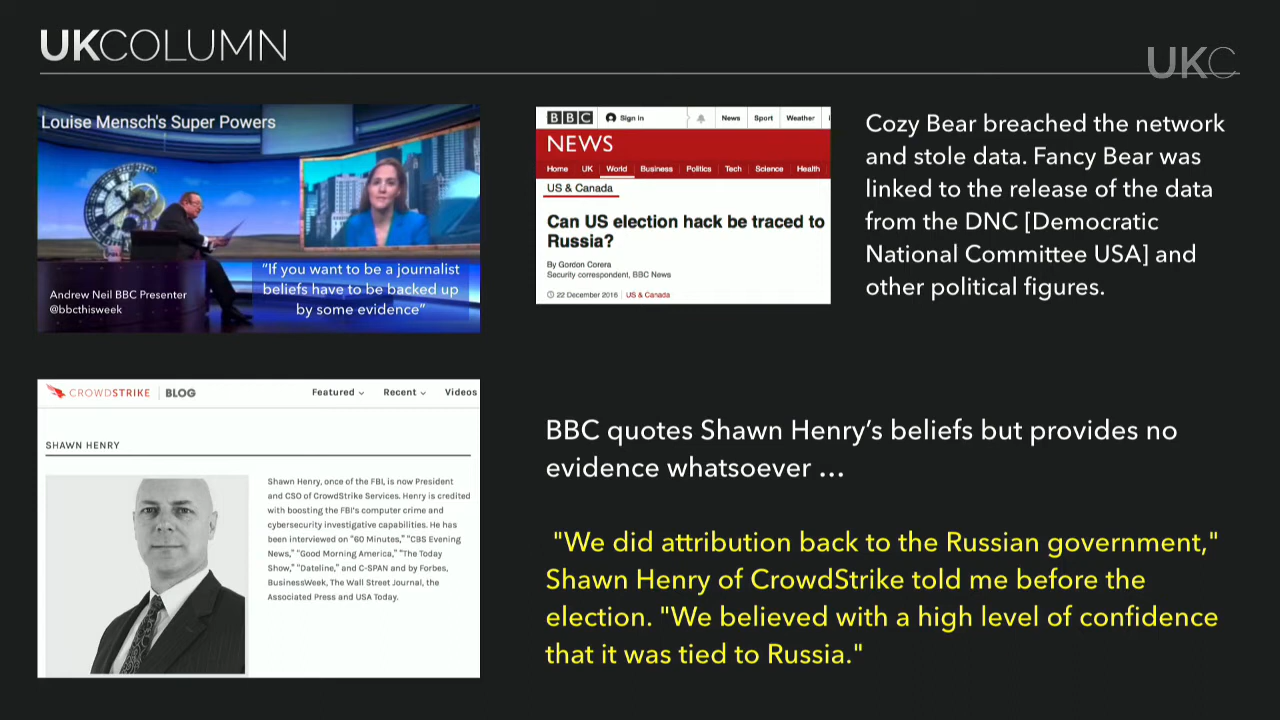 UKCOLUMN
UKC
Louise Mensch's Super Powers
"If you want to be a journalist
beliefs have to be backed up
by some evidence"
Andrew Neil BBC Presenter
@bbcthisweek
BBC Sign in News Sport Weather
NEWS
Home UK World Business Politics Tech Science Health
US & Canada
Can US election hack be traced to
Russia?
By Gordon Corera
Security correspondent, BBC News
22 December 2016 US & Canada
Cozy Bear breached the network
and stole data. Fancy Bear was
linked to the release of the data
from the DNC [Democratic
National Committee USA] and
other political figures.
CROWDSTRIKE BLOG Featured Recent Videos
SHAWN HENRY
Shawn Henry, once of the FBI, is now President
and CSO of CrowdStrike Services. Henry is credited
with boosting the FBI's computer crime and
cybersecurity investigative capabilities. He has
been interviewed on "60 Minutes," "CBS Evening
News," "Good Morning America," "The Today
Show," "Dateline," and C-SPAN and by Forbes,
BusinessWeek, The Wall Street Journal, the
Associated Press and USA Today.
BBC quotes Shawn Henry's beliefs but provides no
evidence whatsoever …
"We did attribution back to the Russian government,"
Shawn Henry of CrowdStrike told me before the
election. "We believed with a high level of confidence
that it was tied to Russia."